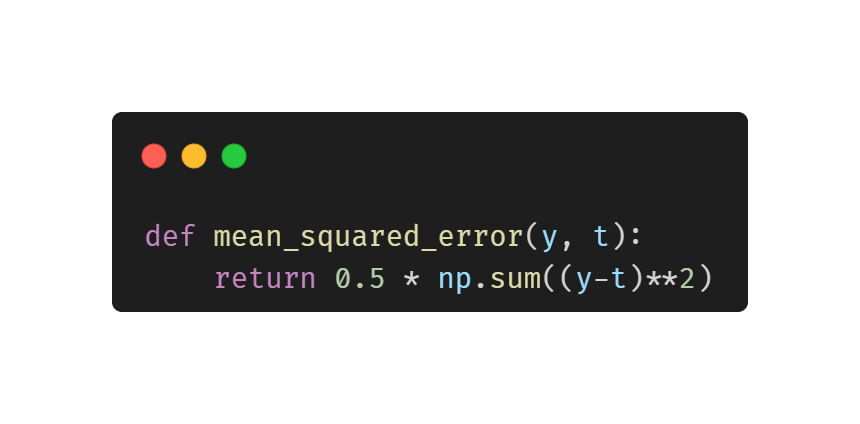 def mean_squared_error(y, t):
    return 0.5 * np.sum((y-t)**2)